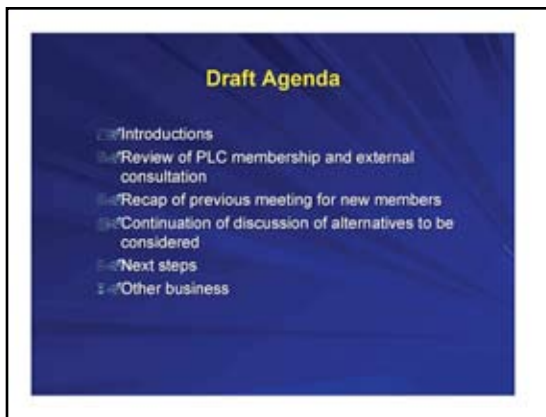 Draft Agenda
Introductions
Review of PLC membership and external
consultation
Recap of previous meeting for new members
Continuation of discussion of alternatives to be
considered
Next steps
Other business